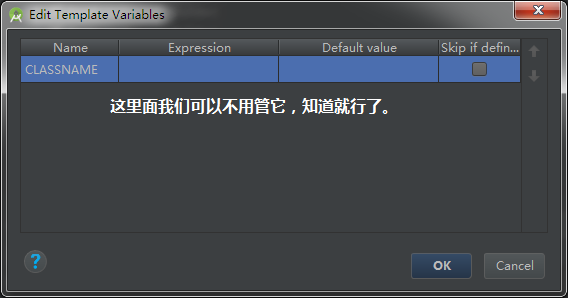 Edit Template Variables
Name Expression Default value Skip if defin...
CLASSNAME
这里面我们可以不用管它，知道就行了。
? OK Cancel